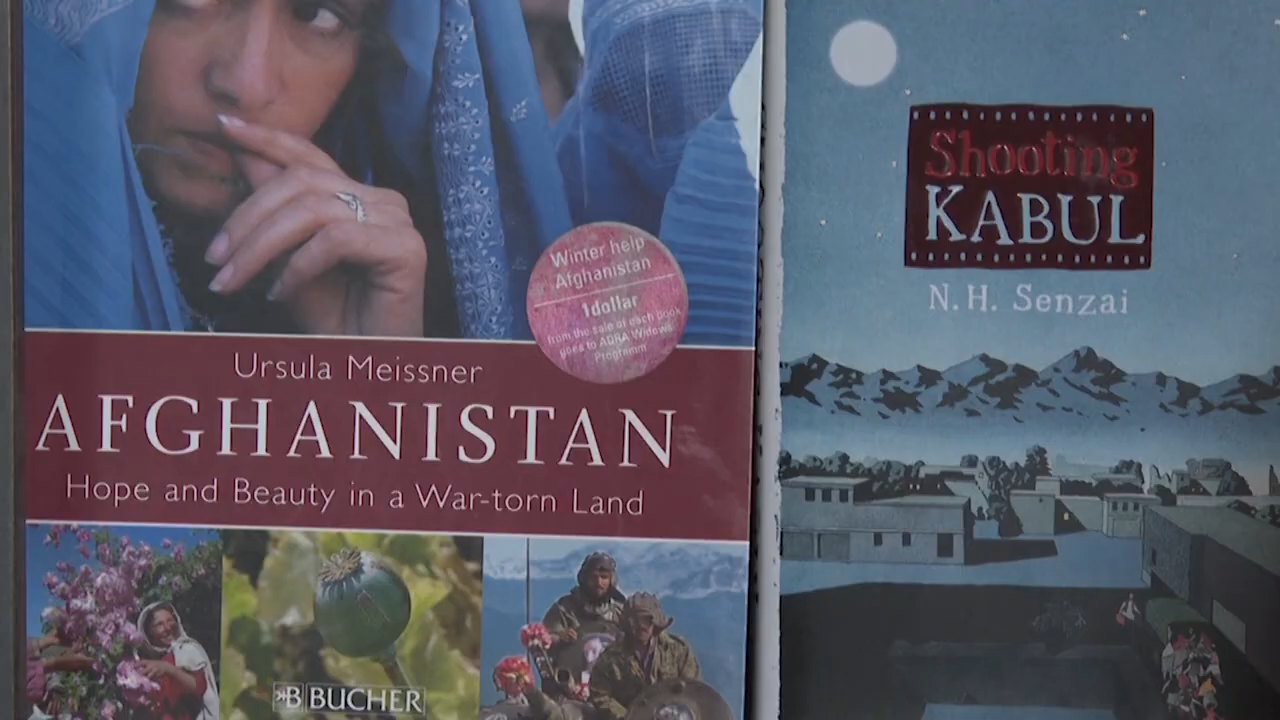 Winter help
Afghanistan
1dollar
from the sale of each book
goes to ADRA Widows
Programm
Ursula Meissner
AFGHANISTAN
Hope and Beauty in a War-torn Land
B BUCHER
Shooting
KABUL
N.H. Senzai